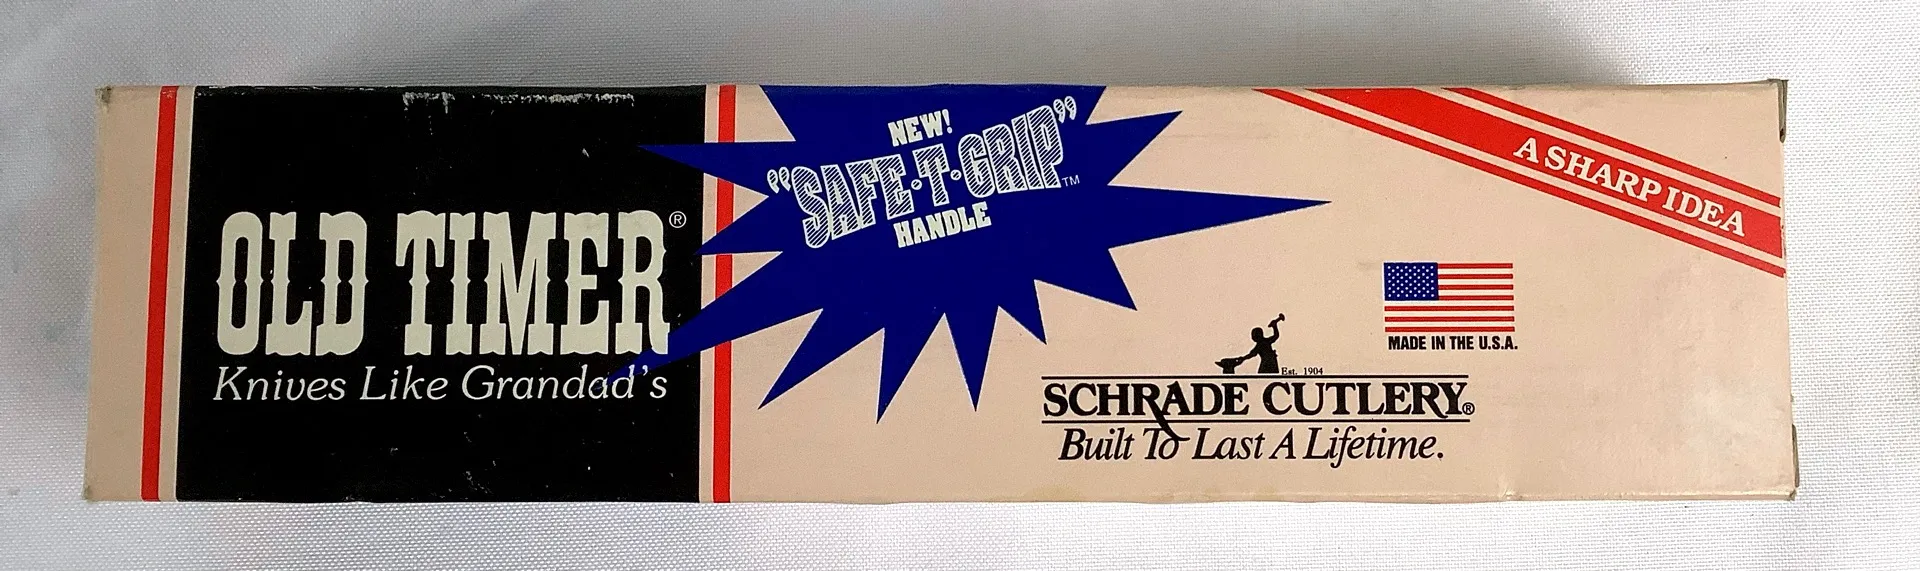 OLD TIMER®
Knives Like Grandad's
NEW!
"SAFE·T·GRIP"™
HANDLE
A SHARP IDEA
MADE IN THE U.S.A.
Est. 1904
SCHRADE CUTLERY®
Built To Last A Lifetime.